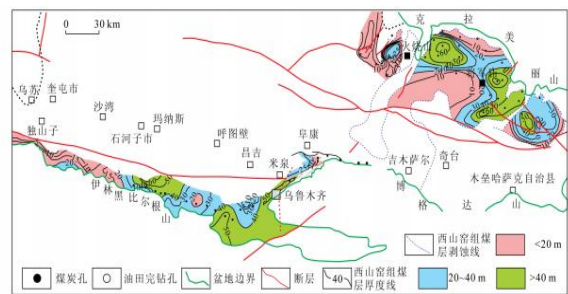 0 30 km
克 拉 美 丽 山
火烧山
乌苏 奎屯市
独山子
沙湾
石河子市
玛纳斯
呼图壁
昌吉
阜康
米泉
乌鲁木齐
吉木萨尔
奇台
木垒哈萨克自治县
伊 林 黑 比 尔 根 山
博 格 达 山
西山窑组煤层剥蚀线
<20 m
煤炭孔
油田完钻孔
盆地边界
断层
40
西山窑组煤层厚度线
20~40 m
>40 m